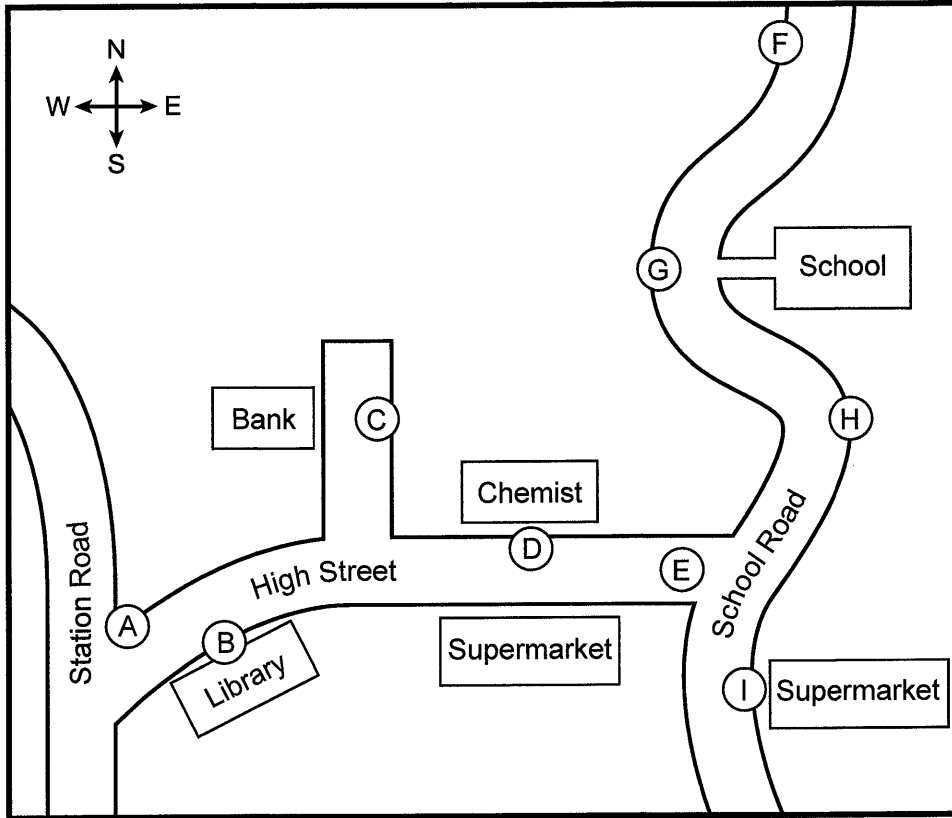 F
N
W E
S
G
School
Bank
C
H
Chemist
D
High Street
E
School Road
Station Road
A
B
Library
Supermarket
I
Supermarket